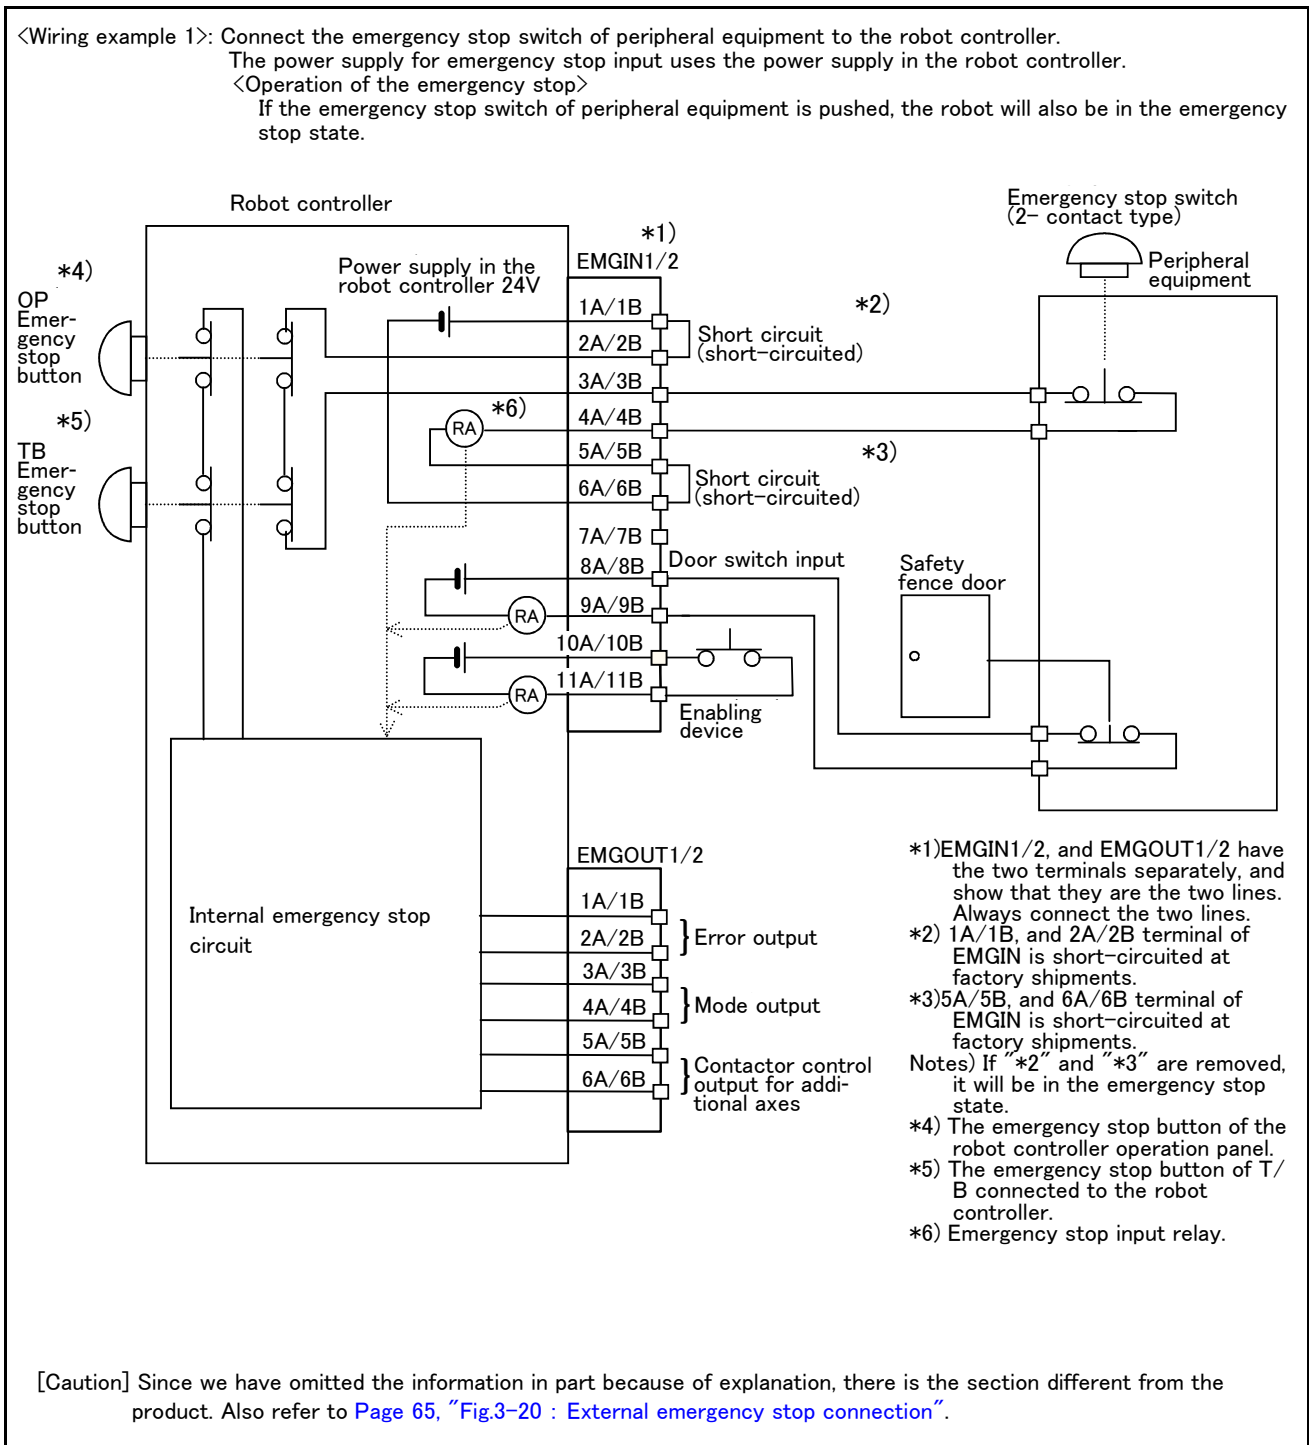 <Wiring example 1>: Connect the emergency stop switch of peripheral equipment to the robot controller.
The power supply for emergency stop input uses the power supply in the robot controller.
<Operation of the emergency stop>
If the emergency stop switch of peripheral equipment is pushed, the robot will also be in the emergency
stop state.
Robot controller
Emergency stop switch
(2- contact type)
*1)
EMGIN1/2
Peripheral
equipment
*4)
OP
Emer-
gency
stop
button
Power supply in the
robot controller 24V
1A/1B
2A/2B
3A/3B
4A/4B
5A/5B
6A/6B
7A/7B
8A/8B
9A/9B
10A/10B
11A/11B
*2)
Short circuit
(short-circuited)
*5)
TB
Emer-
gency
stop
button
*6)
RA
*3)
Short circuit
(short-circuited)
Door switch input
Safety
fence door
RA
RA
Enabling
device
Internal emergency stop
circuit
EMGOUT1/2
1A/1B
2A/2B
3A/3B
4A/4B
5A/5B
6A/6B
} Error output
} Mode output
} Contactor control
output for addi-
tional axes
*1)EMGIN1/2, and EMGOUT1/2 have
the two terminals separately, and
show that they are the two lines.
Always connect the two lines.
*2) 1A/1B, and 2A/2B terminal of
EMGIN is short-circuited at
factory shipments.
*3)5A/5B, and 6A/6B terminal of
EMGIN is short-circuited at
factory shipments.
Notes) If "*2" and "*3" are removed,
it will be in the emergency stop
state.
*4) The emergency stop button of the
robot controller operation panel.
*5) The emergency stop button of T/
B connected to the robot
controller.
*6) Emergency stop input relay.
[Caution] Since we have omitted the information in part because of explanation, there is the section different from the
product. Also refer to Page 65, "Fig.3-20 : External emergency stop connection".